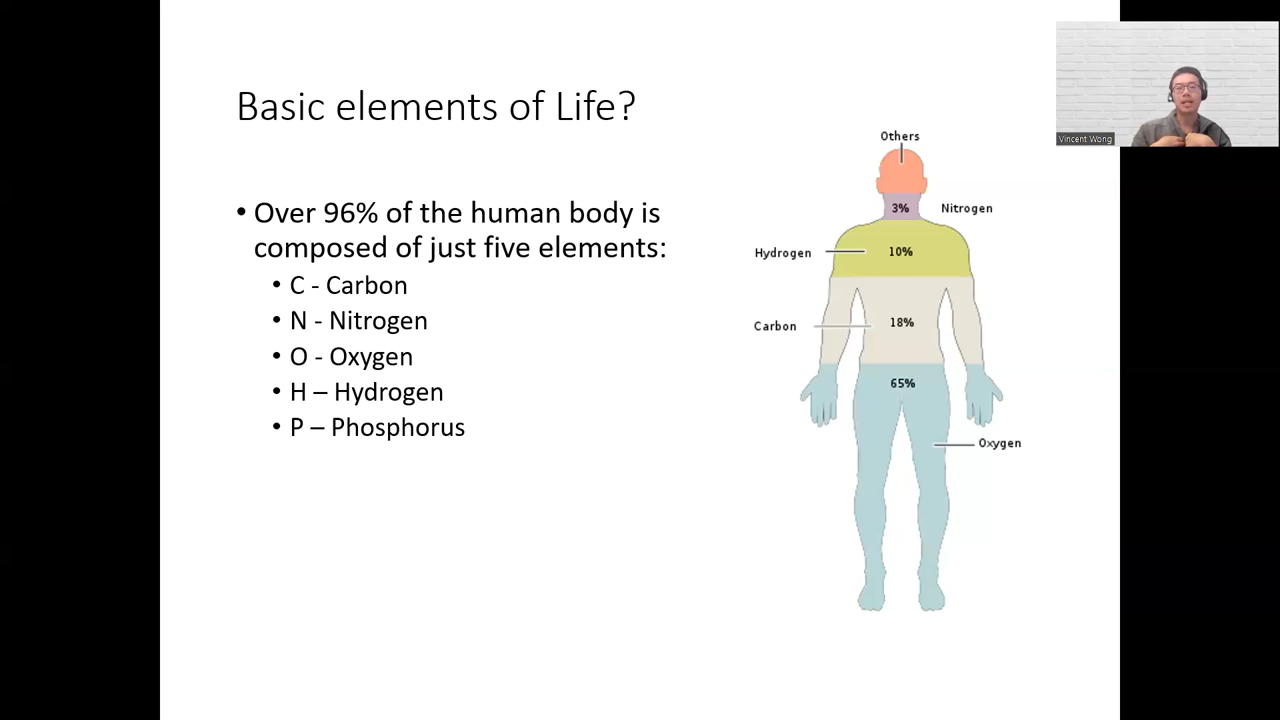 Basic elements of Life?
• Over 96% of the human body is
composed of just five elements:
• C - Carbon
• N - Nitrogen
• O - Oxygen
• H – Hydrogen
• P – Phosphorus
Others
3%
Nitrogen
Hydrogen
10%
Carbon
18%
65%
Oxygen
Vincent Wong